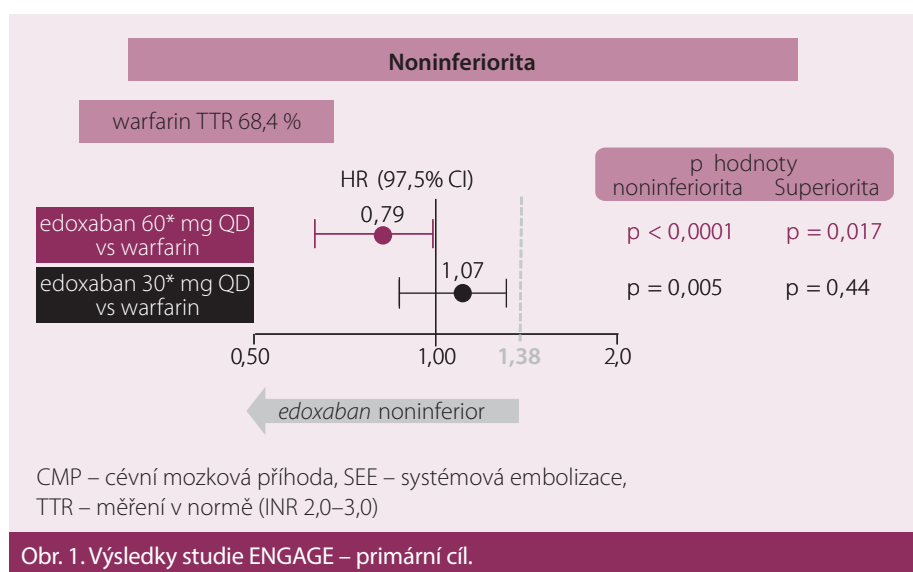 Noninferiorita
warfarin TTR 68,4 %
p hodnoty
noninferiorita Superiorita
HR (97,5% CI)
edoxaban 60* mg QD
vs warfarin
0,79
p < 0,0001 p = 0,017
edoxaban 30* mg QD
vs warfarin
1,07
p = 0,005 p = 0,44
0,50 1,00 1,38 2,0
edoxaban noninferior
CMP – cévní mozková příhoda, SEE – systémová embolizace,
TTR – měření v normě (INR 2,0–3,0)
Obr. 1. Výsledky studie ENGAGE – primární cíl.